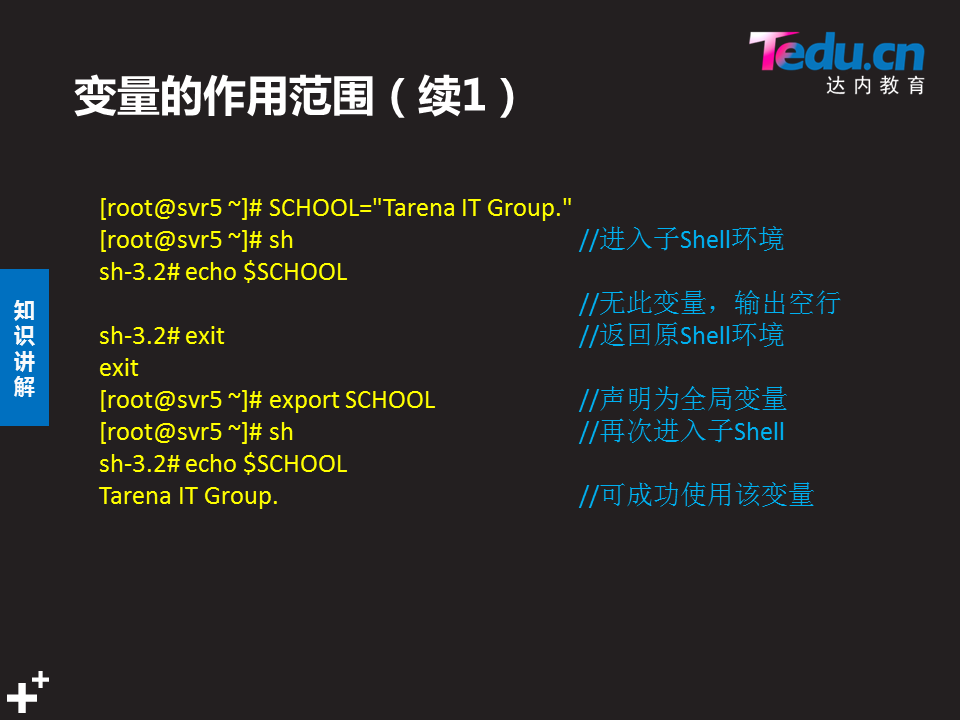 Tedu.cn
达内教育
变量的作用范围（续1）
[root@svr5 ~]# SCHOOL="Tarena IT Group."
[root@svr5 ~]# sh //进入子Shell环境
sh-3.2# echo $SCHOOL
//无此变量，输出空行
sh-3.2# exit //返回原Shell环境
exit
[root@svr5 ~]# export SCHOOL //声明为全局变量
[root@svr5 ~]# sh //再次进入子Shell
sh-3.2# echo $SCHOOL
Tarena IT Group. //可成功使用该变量
知识讲解